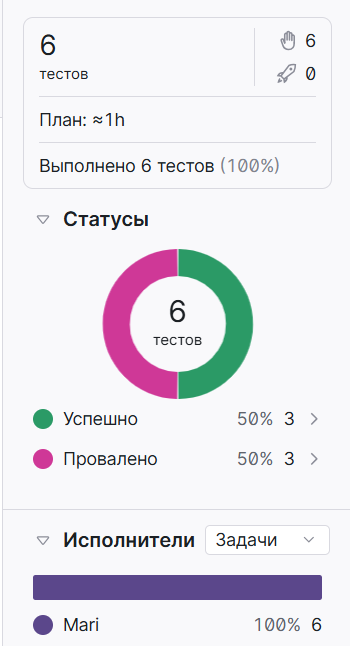 6
тестов
6
0
План: ≈1h
Выполнено 6 тестов (100%)
Статусы
6
тестов
Успешно 50% 3
Провалено 50% 3
Исполнители Задачи
Mari 100% 6